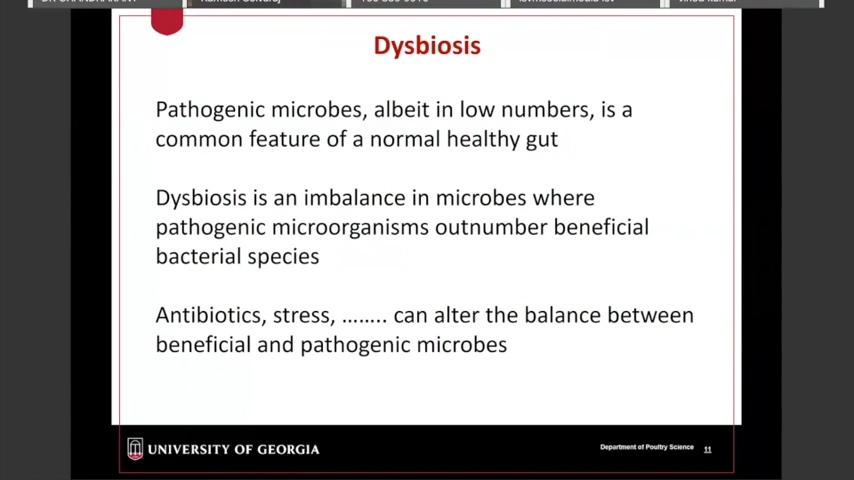 Dysbiosis
Pathogenic microbes, albeit in low numbers, is a
common feature of a normal healthy gut
Dysbiosis is an imbalance in microbes where
pathogenic microorganisms outnumber beneficial
bacterial species
Antibiotics, stress, …….. can alter the balance between
beneficial and pathogenic microbes
UNIVERSITY OF GEORGIA
Department of Poultry Science 11